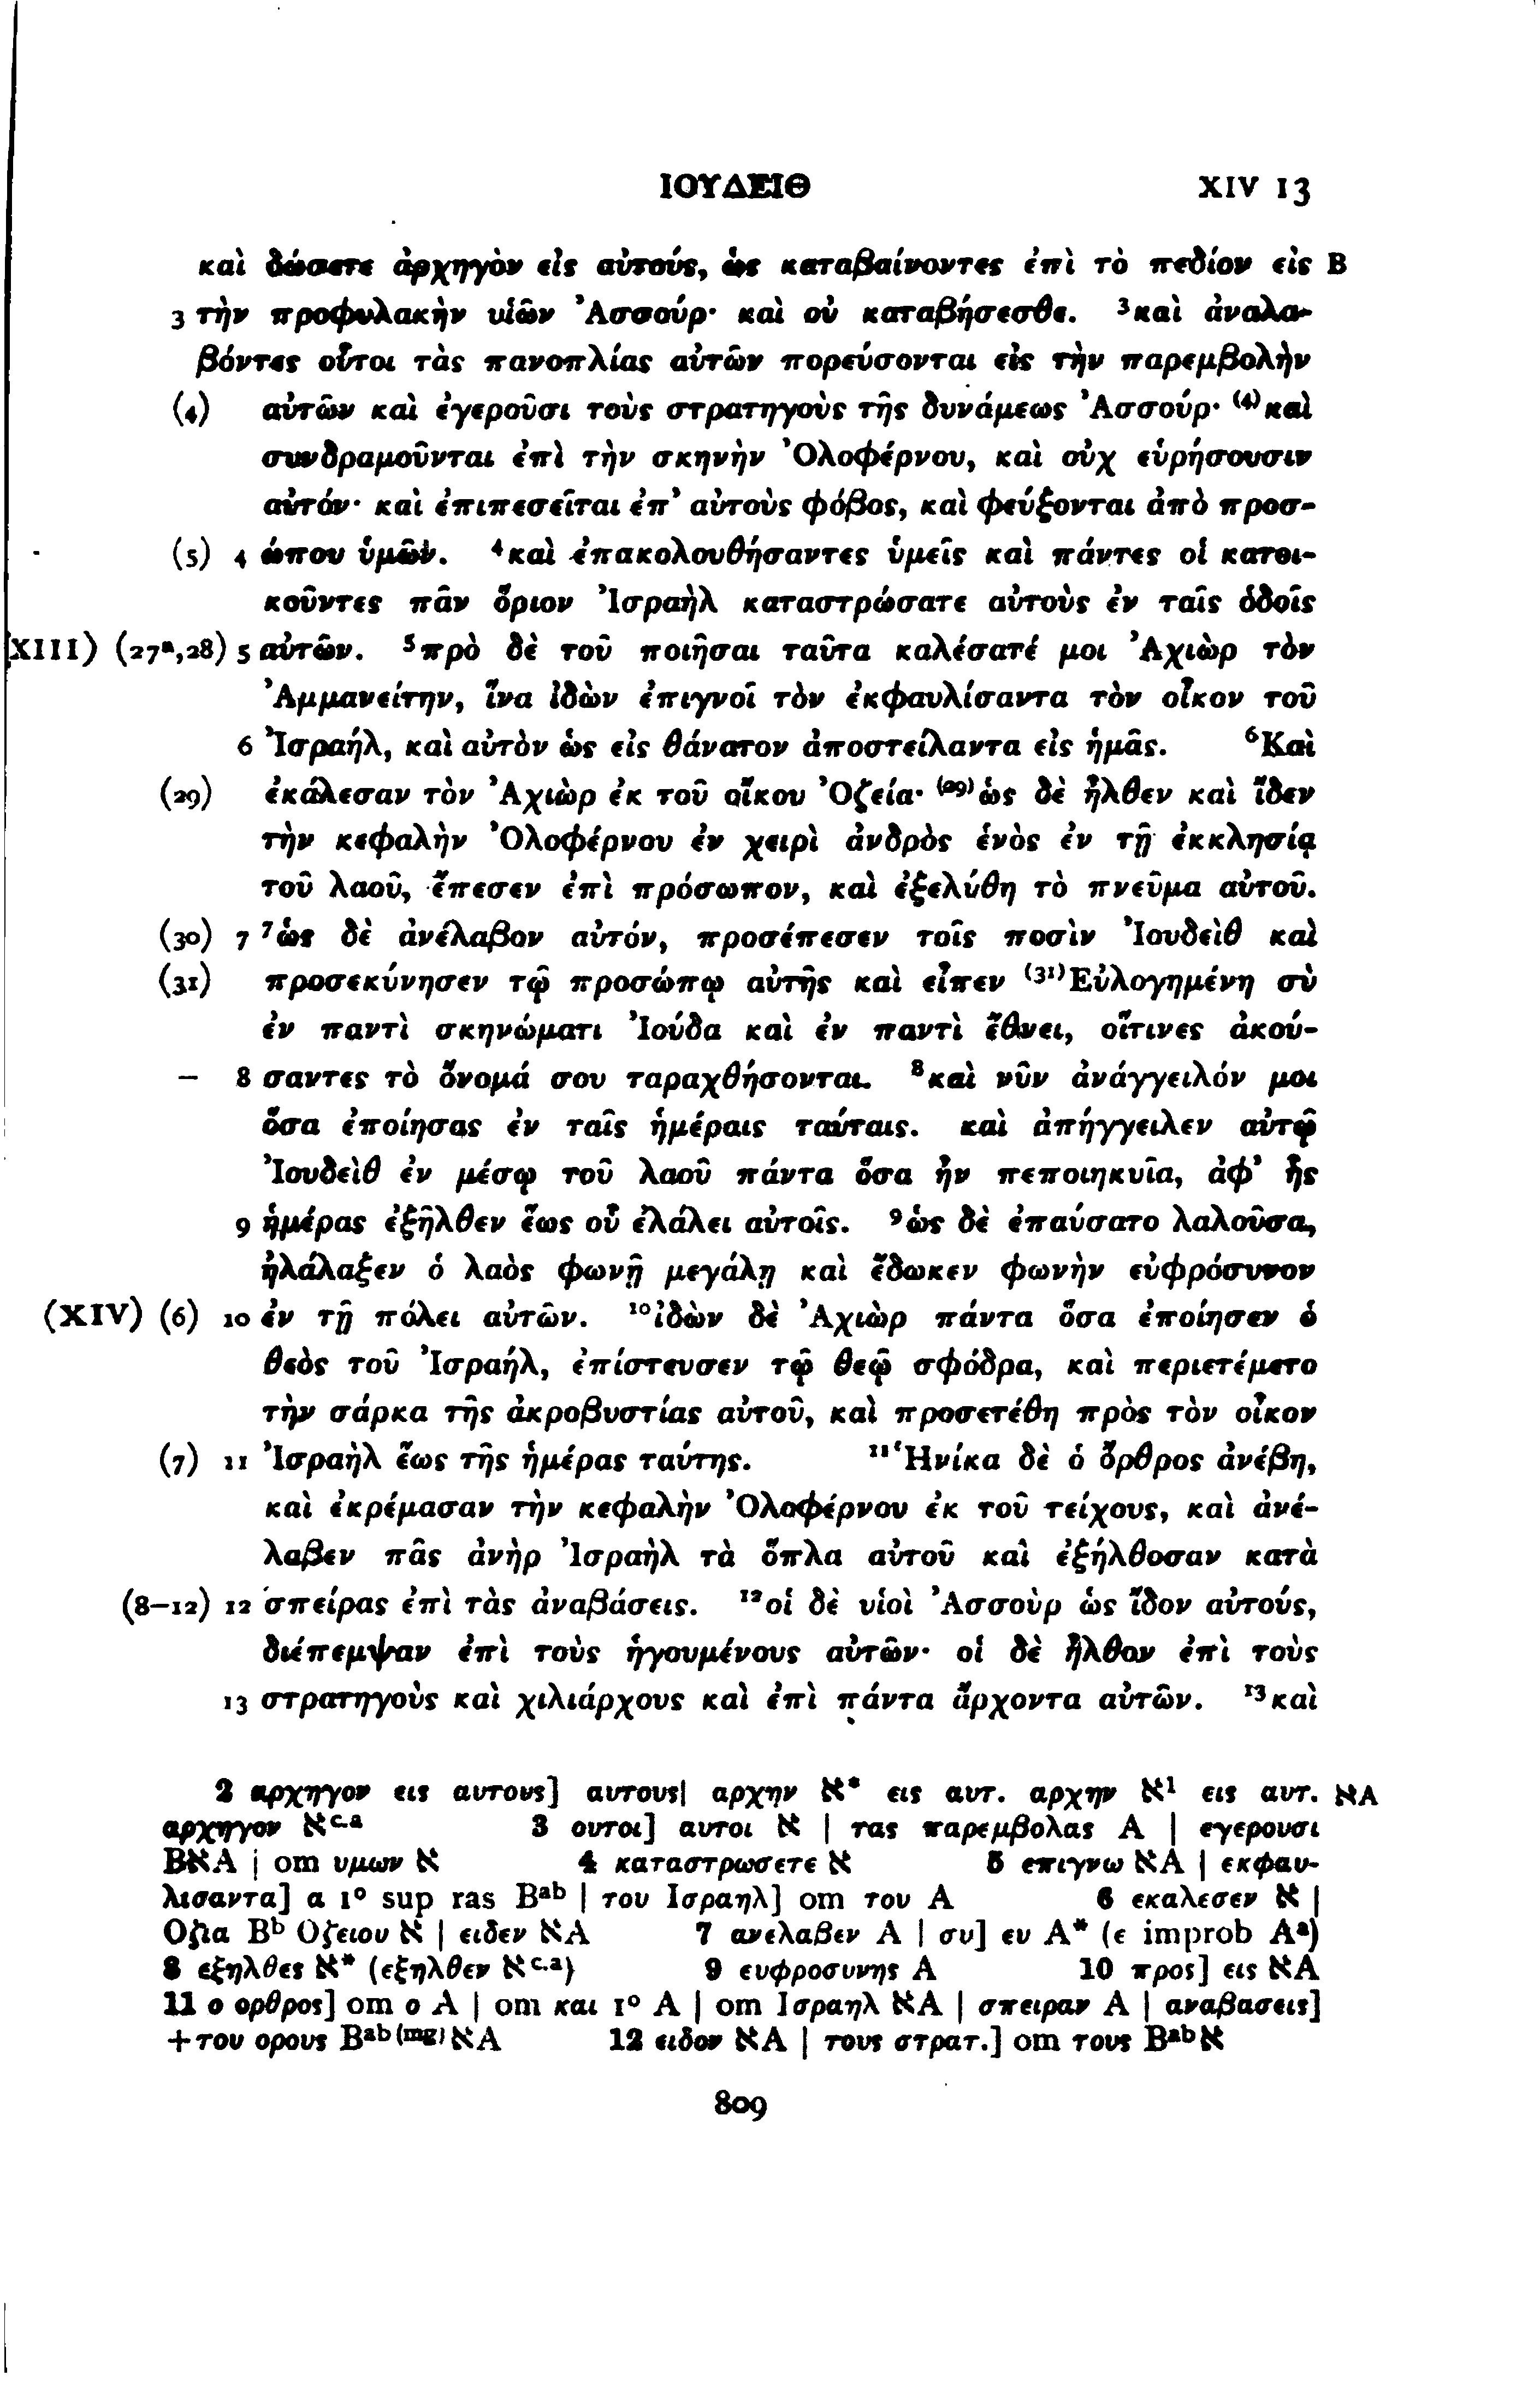 ΙΟΥΔΕΙΘ XIV 13
καὶ δώσετε ἀρχηγὸν εἰς αὐτούς, ὡς καταβαίνοντες ἐπὶ τὸ πεδίον εἰς B
3 τὴν προφυλακὴν υἱῶν Ἀσσούρ· καὶ οὐ καταβήσεσθε. ³καὶ ἀναλα-
βόντες οὗτοι τὰς πανοπλίας αὐτῶν πορεύσονται εἰς τὴν παρεμβολὴν
(4) αὐτῶν καὶ ἐγεροῦσι τοὺς στρατηγοὺς τῆς δυνάμεως Ἀσσούρ· ⁽⁴⁾καὶ
συνδραμοῦνται ἐπὶ τὴν σκηνὴν Ὀλοφέρνου, καὶ οὐχ εὑρήσουσιν
αὐτόν· καὶ ἐπιπεσεῖται ἐπ’ αὐτοὺς φόβος, καὶ φεύξονται ἀπὸ προσ-
(5) 4 ώπου ὑμῶν. ⁴καὶ ἐπακολουθήσαντες ὑμεῖς καὶ πάντες οἱ κατοι-
κοῦντες πᾶν ὅριον Ἰσραὴλ καταστρώσατε αὐτοὺς ἐν ταῖς ὁδοῖς
XIII) (27ᵃ,28) 5 αὐτῶν. ⁵πρὸ δὲ τοῦ ποιῆσαι ταῦτα καλέσατέ μοι Ἀχιὼρ τὸν
Ἀμμανείτην, ἵνα ἰδὼν ἐπιγνοῖ τὸν ἐκφαυλίσαντα τὸν οἶκον τοῦ
6 Ἰσραήλ, καὶ αὐτὸν ὡς εἰς θάνατον ἀποστείλαντα εἰς ἡμᾶς. ⁶Καὶ
(29) ἐκάλεσαν τὸν Ἀχιὼρ ἐκ τοῦ οἴκου Ὀζεία· ⁽²⁹⁾ὡς δὲ ἦλθεν καὶ ἴδεν
τὴν κεφαλὴν Ὀλοφέρνου ἐν χειρὶ ἀνδρὸς ἑνὸς ἐν τῇ ἐκκλησίᾳ
τοῦ λαοῦ, ἔπεσεν ἐπὶ πρόσωπον, καὶ ἐξελύθη τὸ πνεῦμα αὐτοῦ.
(30) 7 ⁷ὡς δὲ ἀνέλαβον αὐτόν, προσέπεσεν τοῖς ποσὶν Ἰουδεὶθ καὶ
(31) προσεκύνησεν τῷ προσώπῳ αὐτῆς καὶ εἶπεν ⁽³¹⁾Εὐλογημένη σὺ
ἐν παντὶ σκηνώματι Ἰούδα καὶ ἐν παντὶ ἔθνει, οἵτινες ἀκού-
– 8 σαντες τὸ ὄνομά σου ταραχθήσονται. ⁸καὶ νῦν ἀνάγγειλόν μοι
ὅσα ἐποίησας ἐν ταῖς ἡμέραις ταύταις. καὶ ἀπήγγειλεν αὐτῷ
Ἰουδεὶθ ἐν μέσῳ τοῦ λαοῦ πάντα ὅσα ἦν πεποιηκυῖα, ἀφ’ ἧς
9 ἡμέρας ἐξῆλθεν ἕως οὗ ἐλάλει αὐτοῖς. ⁹ὡς δὲ ἐπαύσατο λαλοῦσα,
ἠλάλαξεν ὁ λαὸς φωνῇ μεγάλῃ καὶ ἔδωκεν φωνὴν εὐφρόσυνον
(XIV) (6) 10 ἐν τῇ πόλει αὐτῶν. ¹⁰ἰδὼν δὲ Ἀχιὼρ πάντα ὅσα ἐποίησεν ὁ
θεὸς τοῦ Ἰσραήλ, ἐπίστευσεν τῷ θεῷ σφόδρα, καὶ περιετέμετο
τὴν σάρκα τῆς ἀκροβυστίας αὐτοῦ, καὶ προσετέθη πρὸς τὸν οἶκον
(7) 11 Ἰσραὴλ ἕως τῆς ἡμέρας ταύτης. ¹¹Ἡνίκα δὲ ὁ ὄρθρος ἀνέβη,
καὶ ἐκρέμασαν τὴν κεφαλὴν Ὀλοφέρνου ἐκ τοῦ τείχους, καὶ ἀνέ-
λαβεν πᾶς ἀνὴρ Ἰσραὴλ τὰ ὅπλα αὐτοῦ καὶ ἐξήλθοσαν κατὰ
(8–12) 12 σπείρας ἐπὶ τὰς ἀναβάσεις. ¹²οἱ δὲ υἱοὶ Ἀσσοὺρ ὡς ἴδον αὐτούς,
διέπεμψαν ἐπὶ τοὺς ἡγουμένους αὐτῶν· οἱ δὲ ἦλθον ἐπὶ τοὺς
13 στρατηγοὺς καὶ χιλιάρχους καὶ ἐπὶ πάντα ἄρχοντα αὐτῶν. ¹³καὶ
2 αρχηγον εις αυτους] αυτους| αρχην ℵ* εις αυτ. αρχην ℵ¹ εις αυτ. ℵA
αρχηγον ℵᶜ·ᵃ 3 ουτοι] αυτοι ℵ | τας παρεμβολας A | εγερουσι
BℵA | om υμων ℵ 4 καταστρωσετε ℵ 5 επιγνω ℵA | εκφαυ-
λισαντα] α 1° sup ras Bᵃᵇ | του Ισραηλ] om του A 6 εκαλεσεν ℵ |
Οζια Bᵇ Οζειου ℵ | ειδεν ℵA 7 ανελαβεν A | συ] ευ A* (ε improb Aᵃ)
8 εξηλθες ℵ* (εξηλθεν ℵᶜ·ᵃ) 9 ευφροσυνης A 10 προς] εις ℵA
11 ο ορθρος] om ο A | om και 1° A | om Ισραηλ ℵA | σπειραν A | αναβασεις]
+του ορους Bᵃᵇ⁽ᵐᵍ⁾ℵA 12 ειδον ℵA | τους στρατ.] om τους Bᵃᵇℵ
809